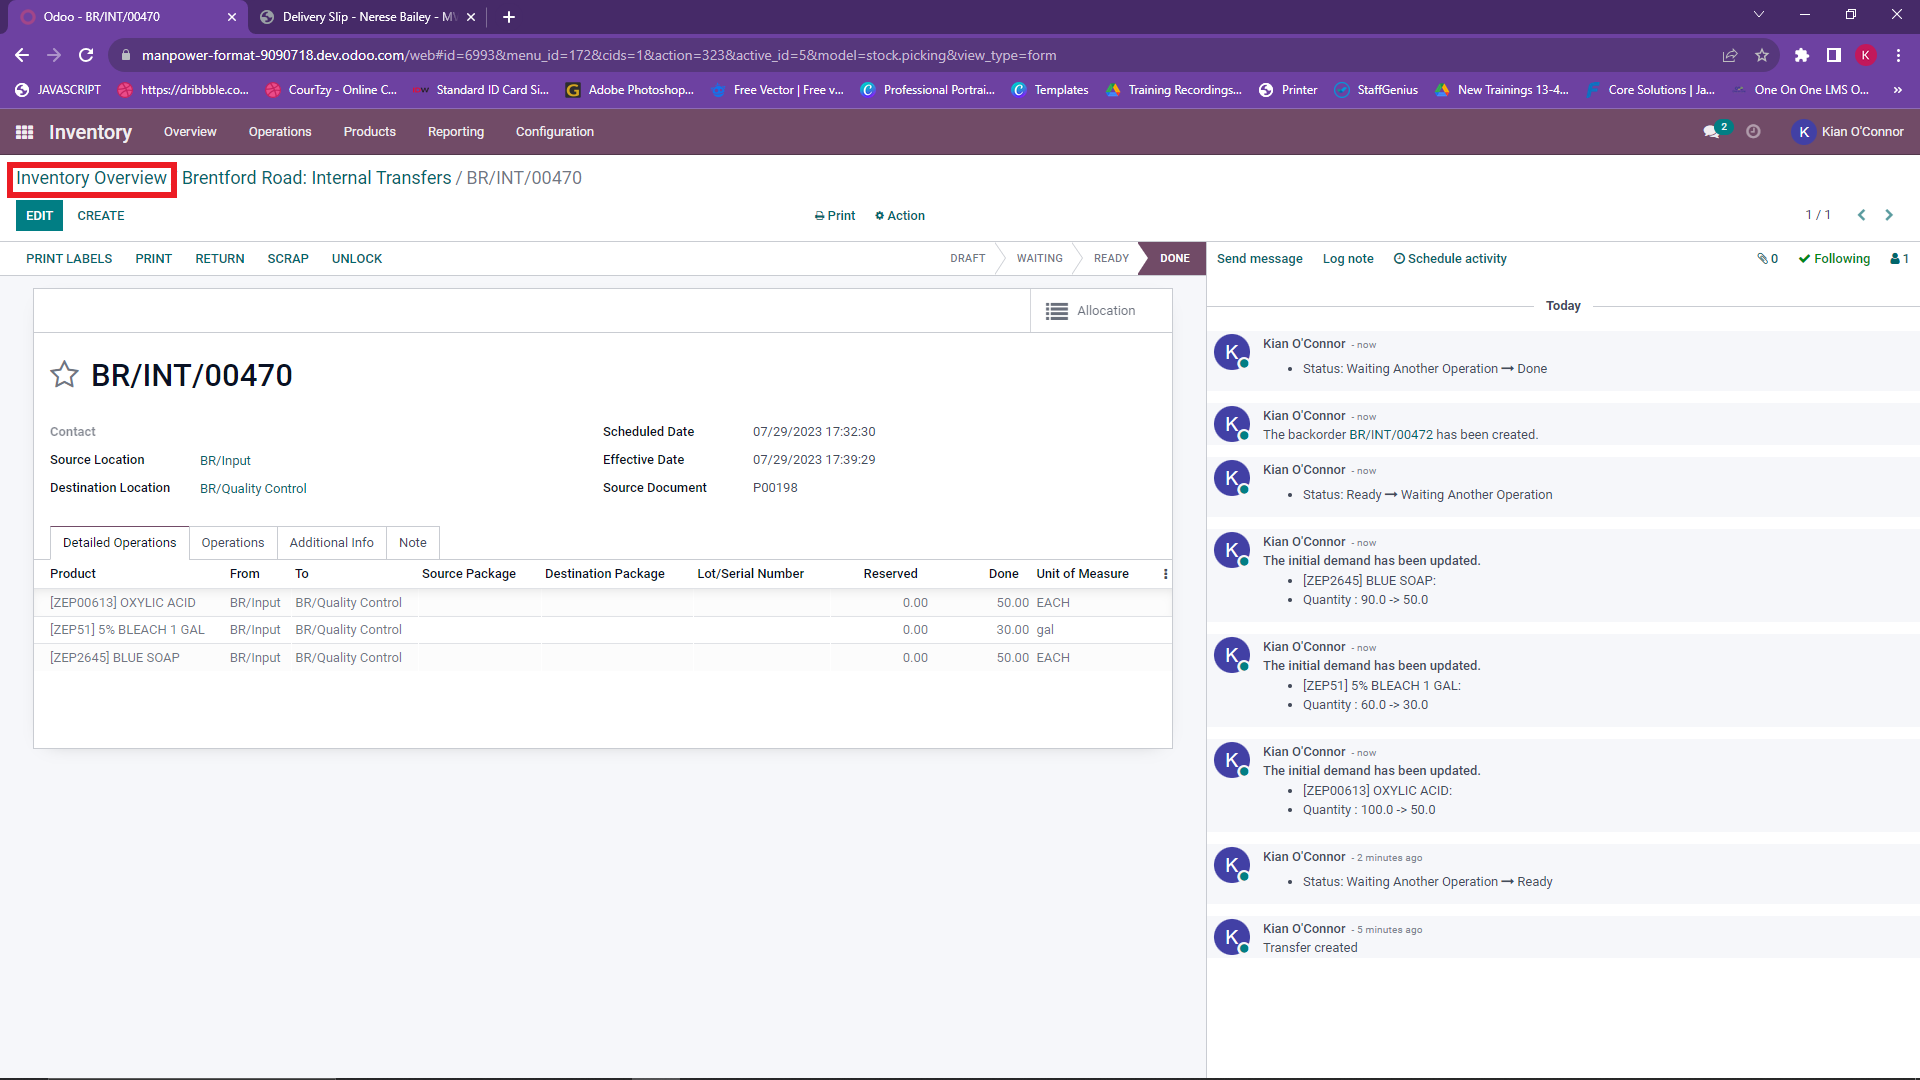 Odoo - BR/INT/00470
Delivery Slip - Nerese Bailey - M
manpower-format-9090718.dev.odoo.com/web#id=6993&menu_id=172&cids=1&action=323&active_id=5&model=stock.picking&view_type=form
K
JAVASCRIPT
https://dribbble.co...
CourTzy - Online C...
Standard ID Card Si...
Adobe Photoshop...
Free Vector | Free v...
Professional Portrai...
Templates
Training Recordings...
Printer
StaffGenius
New Trainings 13-4...
Core Solutions | Ja...
One On One LMS O...
»
Inventory
Overview
Operations
Products
Reporting
Configuration
2
K
Kian O'Connor
Inventory Overview
Brentford Road: Internal Transfers / BR/INT/00470
EDIT
CREATE
Print
Action
1 / 1
PRINT LABELS
PRINT
RETURN
SCRAP
UNLOCK
DRAFT
WAITING
READY
DONE
Send message
Log note
Schedule activity
0
Following
1
Allocation
BR/INT/00470
Contact
Source Location BR/Input
Destination Location BR/Quality Control
Scheduled Date 07/29/2023 17:32:30
Effective Date 07/29/2023 17:39:29
Source Document P00198
Detailed Operations
Operations
Additional Info
Note
Product From To Source Package Destination Package Lot/Serial Number Reserved Done Unit of Measure
[ZEP00613] OXYLIC ACID BR/Input BR/Quality Control 0.00 50.00 EACH
[ZEP51] 5% BLEACH 1 GAL BR/Input BR/Quality Control 0.00 30.00 gal
[ZEP2645] BLUE SOAP BR/Input BR/Quality Control 0.00 50.00 EACH
Today
K
Kian O'Connor - now
• Status: Waiting Another Operation → Done
K
Kian O'Connor - now
The backorder BR/INT/00472 has been created.
K
Kian O'Connor - now
• Status: Ready → Waiting Another Operation
K
Kian O'Connor - now
The initial demand has been updated.
• [ZEP2645] BLUE SOAP:
• Quantity : 90.0 -> 50.0
K
Kian O'Connor - now
The initial demand has been updated.
• [ZEP51] 5% BLEACH 1 GAL:
• Quantity : 60.0 -> 30.0
K
Kian O'Connor - now
The initial demand has been updated.
• [ZEP00613] OXYLIC ACID:
• Quantity : 100.0 -> 50.0
K
Kian O'Connor - 2 minutes ago
• Status: Waiting Another Operation → Ready
K
Kian O'Connor - 5 minutes ago
Transfer created